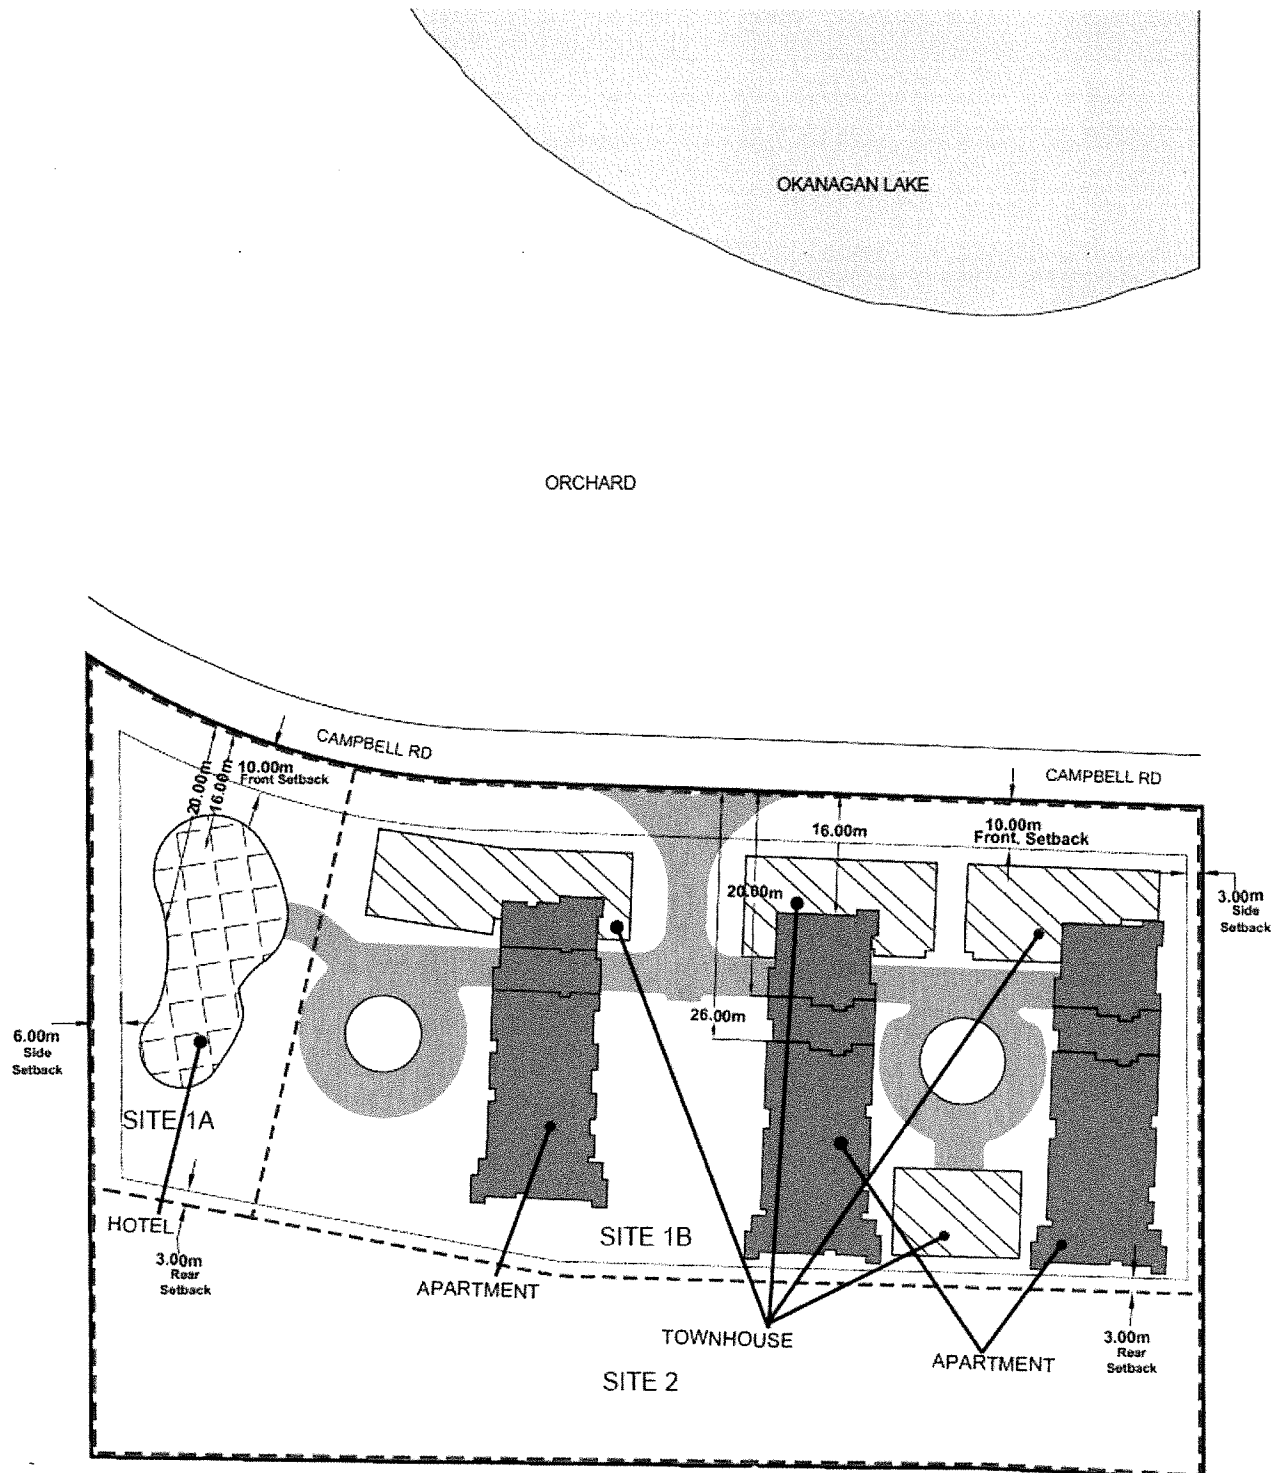 OKANAGAN LAKE
ORCHARD
CAMPBELL RD
CAMPBELL RD
20.00m
16.00m
10.00m
Front Setback
16.00m
10.00m
Front. Setback
20.00m
3.00m
Side
Setback
26.00m
6.00m
Side
Setback
SITE 1A
HOTEL
SITE 1B
3.00m
Rear
Setback
APARTMENT
TOWNHOUSE
APARTMENT
3.00m
Rear
Setback
SITE 2